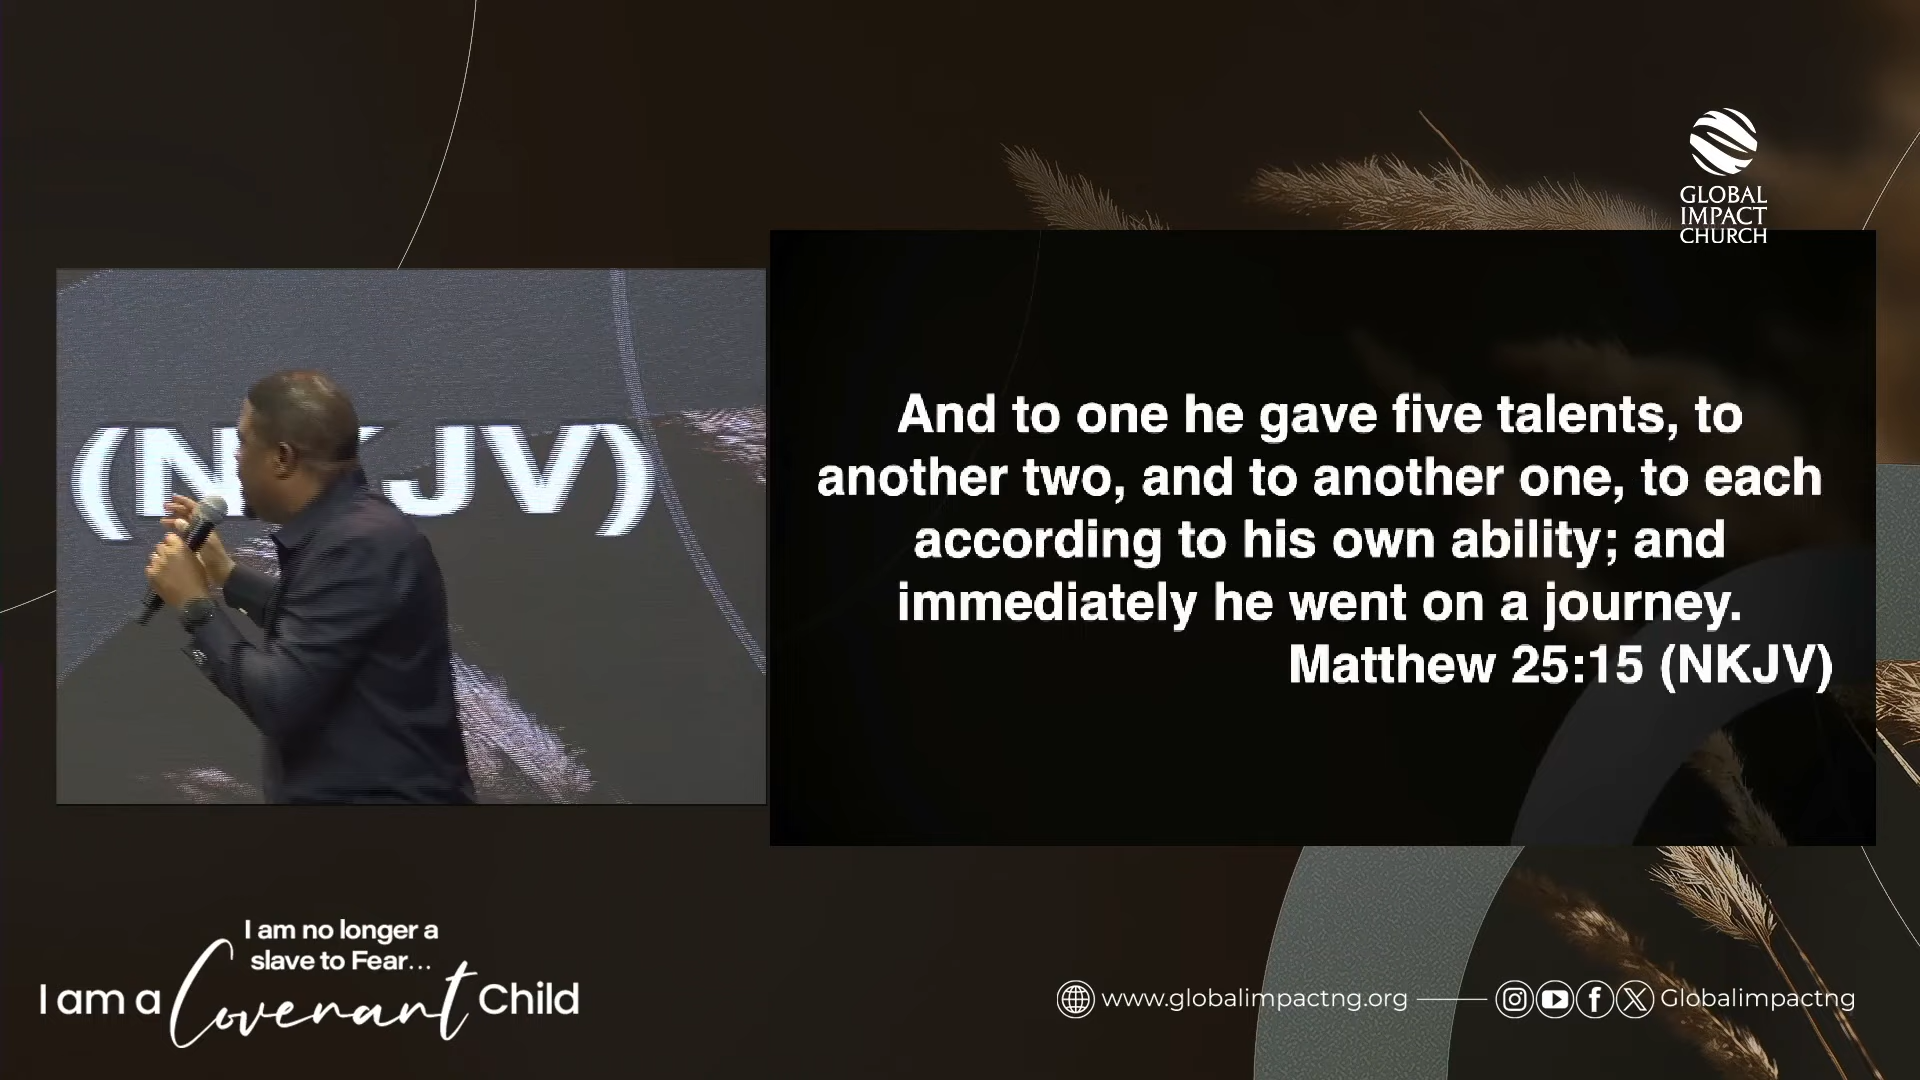 GLOBAL
IMPACT
CHURCH
(N JV)
And to one he gave five talents, to
another two, and to another one, to each
according to his own ability; and
immediately he went on a journey.
Matthew 25:15 (NKJV)
I am no longer a
slave to Fear...
I am a Covenant Child
www.globalimpactng.org
Globalimpactng